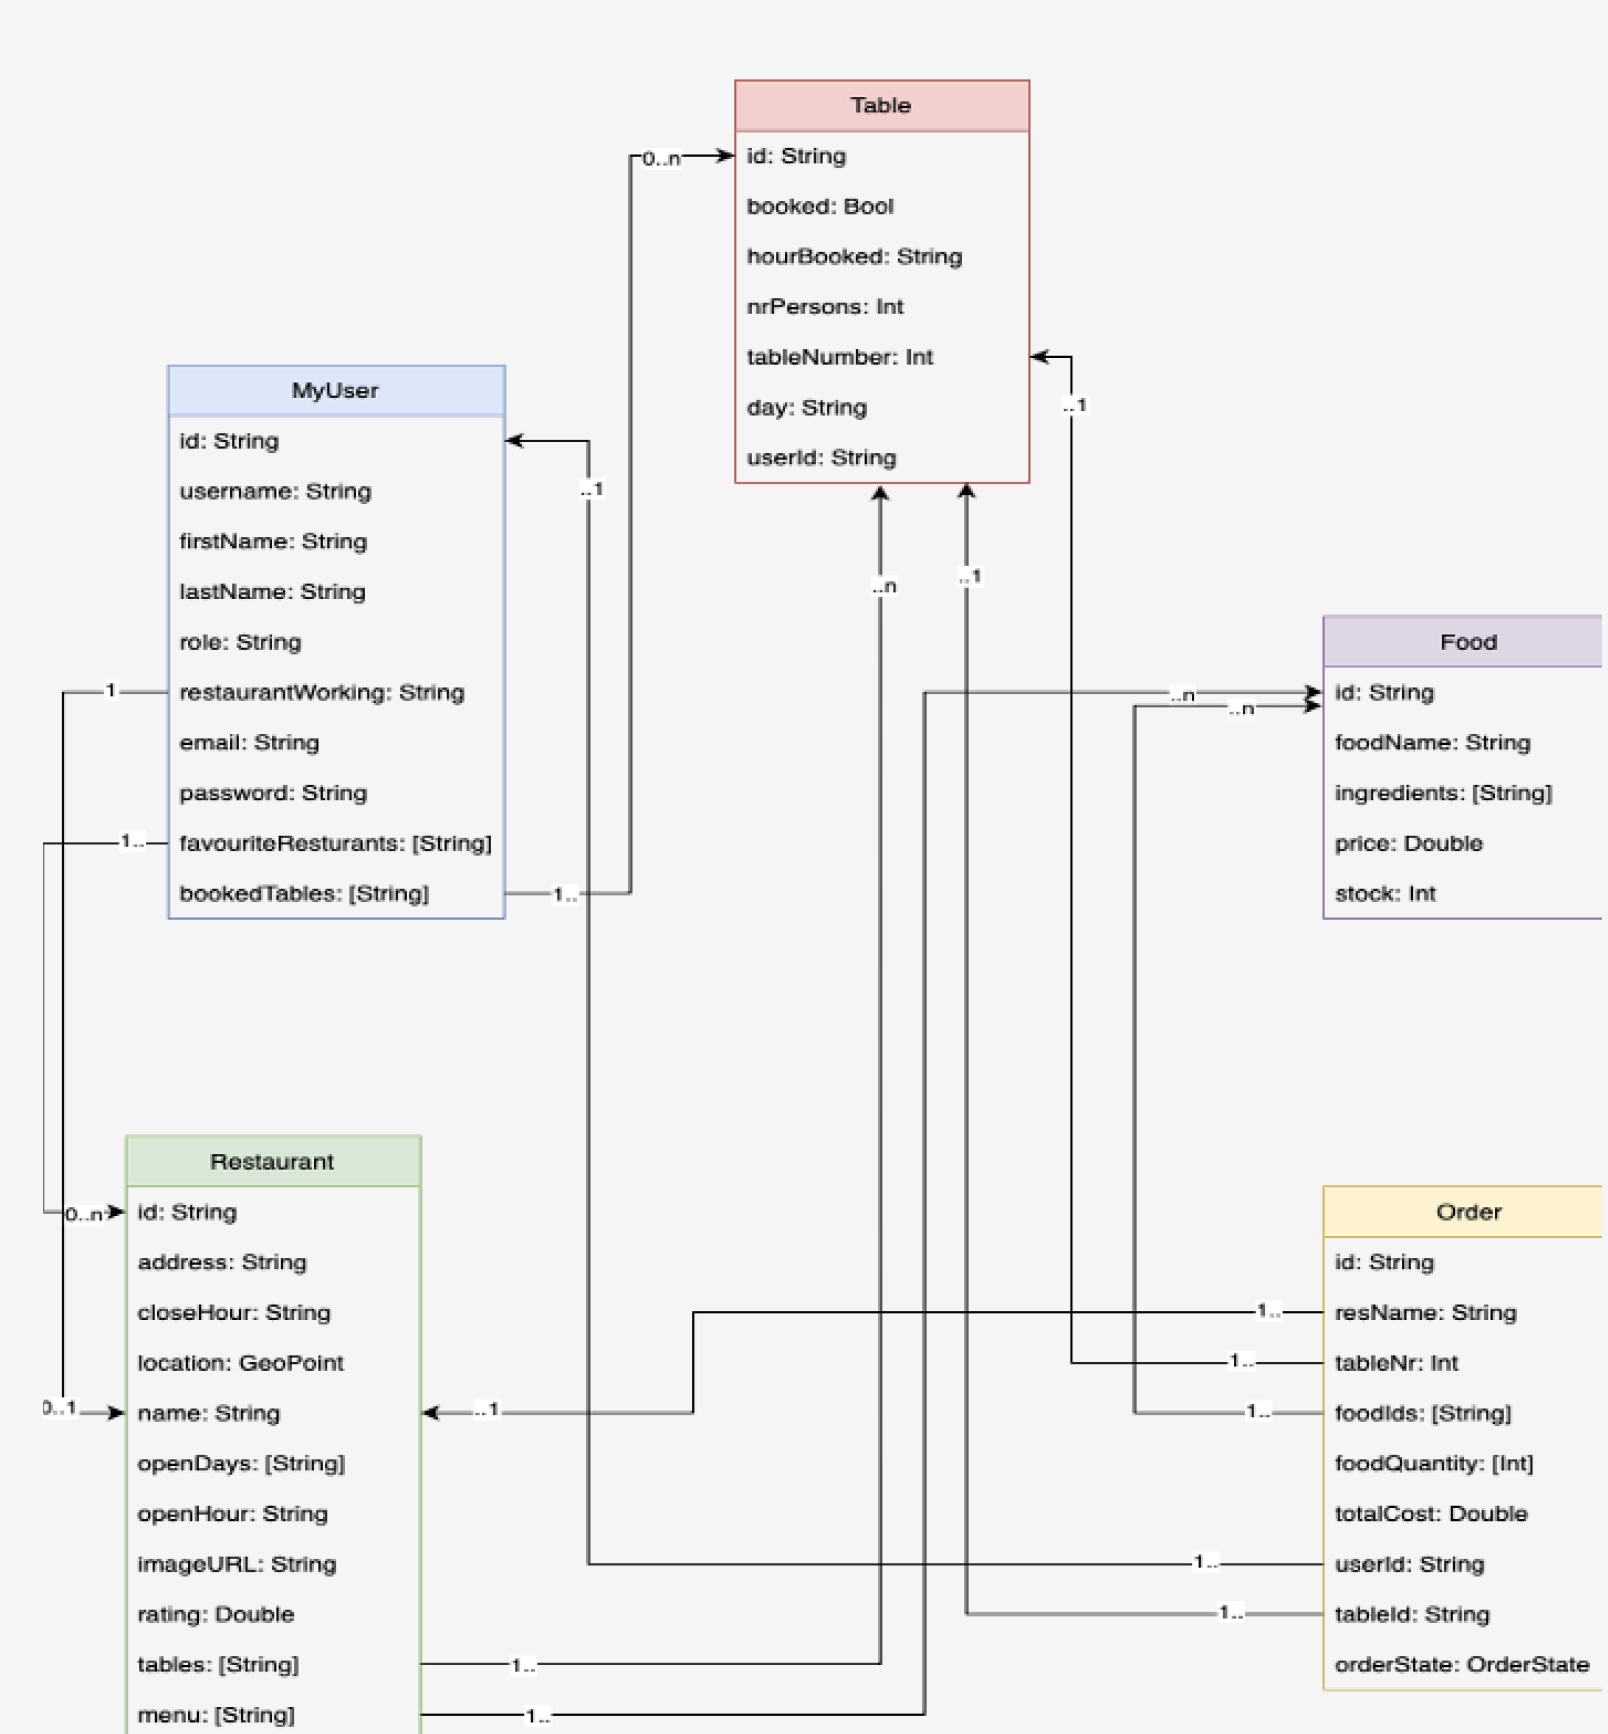 Table
id: String
booked: Bool
hourBooked: String
nrPersons: Int
tableNumber: Int
day: String
userId: String
0..n
..1
..n
..1
MyUser
id: String
username: String
firstName: String
lastName: String
role: String
restaurantWorking: String
email: String
password: String
favouriteResturants: [String]
bookedTables: [String]
..1
1
1..
1..
Food
id: String
foodName: String
ingredients: [String]
price: Double
stock: Int
..n
..n
Restaurant
id: String
address: String
closeHour: String
location: GeoPoint
name: String
openDays: [String]
openHour: String
imageURL: String
rating: Double
tables: [String]
menu: [String]
0..n
0..1
..1
1..
1..
Order
id: String
resName: String
tableNr: Int
foodIds: [String]
foodQuantity: [Int]
totalCost: Double
userId: String
tableId: String
orderState: OrderState
1..
1..
1..
1..
1..